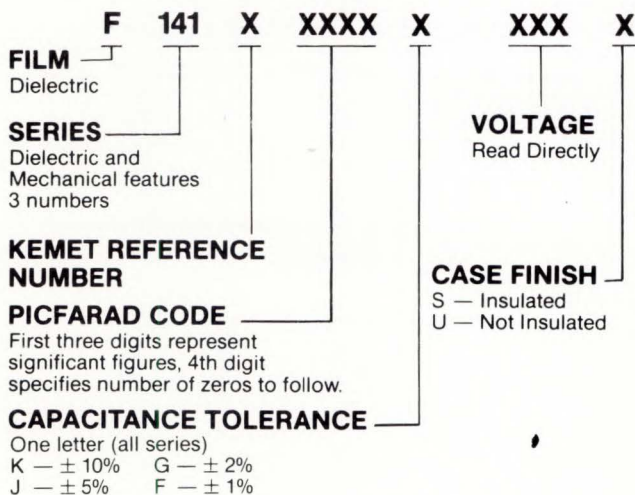 F 141 X XXXX X XXX X
FILM
Dielectric
SERIES
Dielectric and
Mechanical features
3 numbers
KEMET REFERENCE
NUMBER
PICFARAD CODE
First three digits represent
significant figures, 4th digit
specifies number of zeros to follow.
CAPACITANCE TOLERANCE
One letter (all series)
K — ± 10% G — ± 2%
J — ± 5% F — ± 1%
VOLTAGE
Read Directly
CASE FINISH
S — Insulated
U — Not Insulated